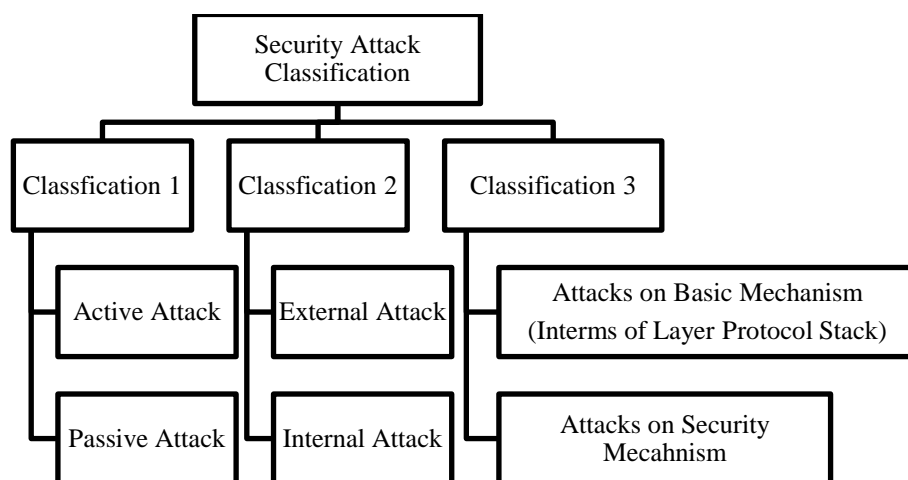 Security Attack
Classification
Classfication 1
Classfication 2
Classification 3
Active Attack
External Attack
Attacks on Basic Mechanism
(Interms of Layer Protocol Stack)
Passive Attack
Internal Attack
Attacks on Security
Mecahnism